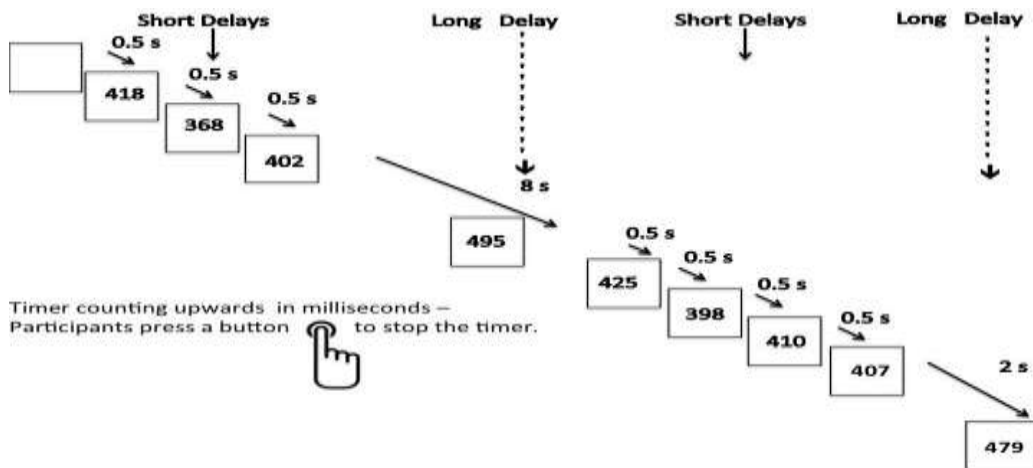 Short Delays
Long Delay
Short Delays
Long Delay
0.5 s
418
0.5 s
368
0.5 s
402
8 s
495
0.5 s
425
0.5 s
398
0.5 s
410
0.5 s
407
2 s
479
Timer counting upwards in milliseconds –
Participants press a button to stop the timer.